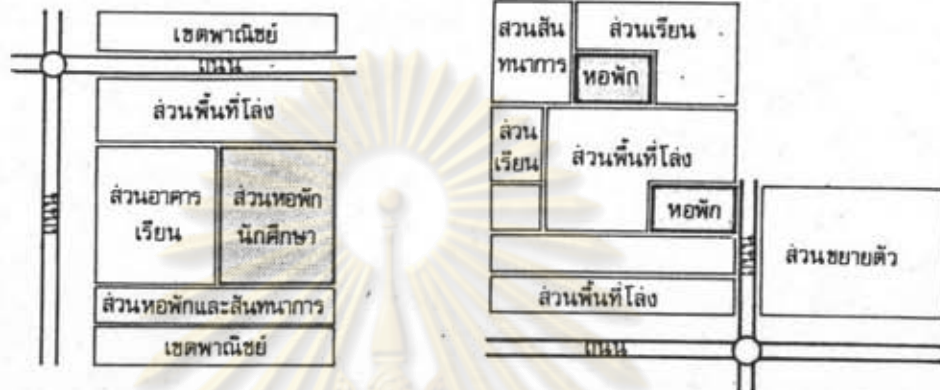 เขตพาณิชย์
ถนน
ส่วนพื้นที่โล่ง
ส่วนอาคาร
เรียน
ส่วนหอพัก
นักศึกษา
ถนน
ส่วนหอพักและสันทนาการ
เขตพาณิชย์
สวนสัน
ทนาการ
ส่วนเรียน
หอพัก
ส่วน
เรียน
ส่วนพื้นที่โล่ง
หอพัก
ถนน
ส่วนขยายตัว
ส่วนพื้นที่โล่ง
ถนน